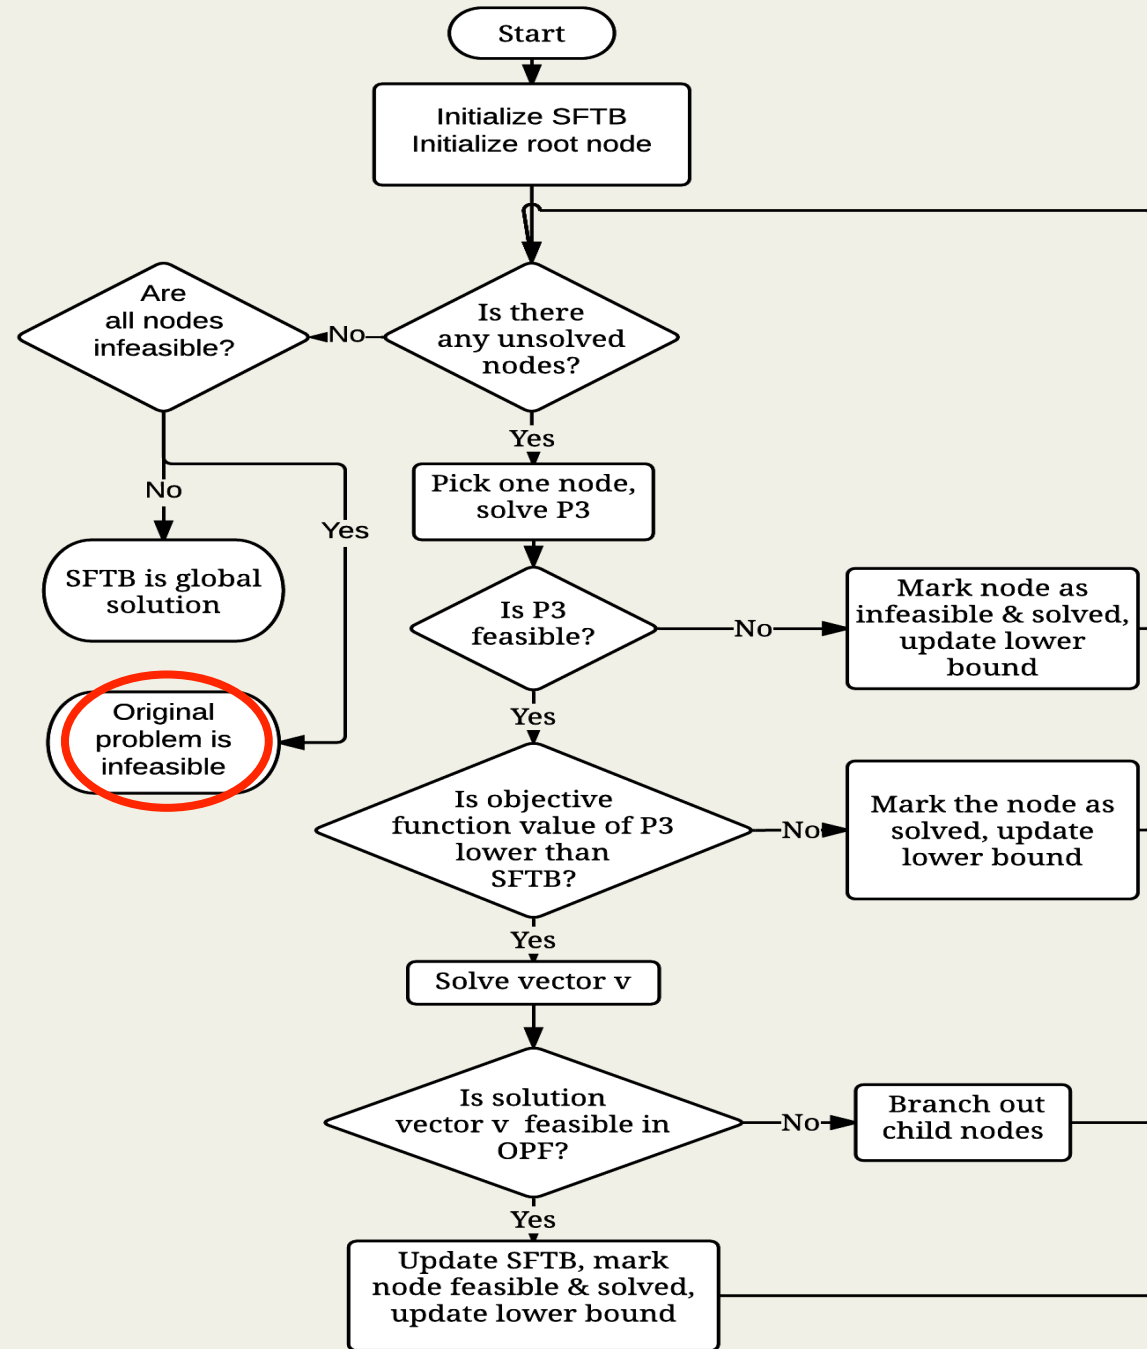 Start
Initialize SFTB
Initialize root node
Are
all nodes
infeasible?
No
Is there
any unsolved
nodes?
Yes
Pick one node,
solve P3
No
Yes
SFTB is global
solution
Is P3
feasible?
No
Mark node as
infeasible & solved,
update lower
bound
Original
problem is
infeasible
Yes
Is objective
function value of P3
lower than
SFTB?
No
Mark the node as
solved, update
lower bound
Yes
Solve vector v
Is solution
vector v feasible in
OPF?
No
Branch out
child nodes
Yes
Update SFTB, mark
node feasible & solved,
update lower bound